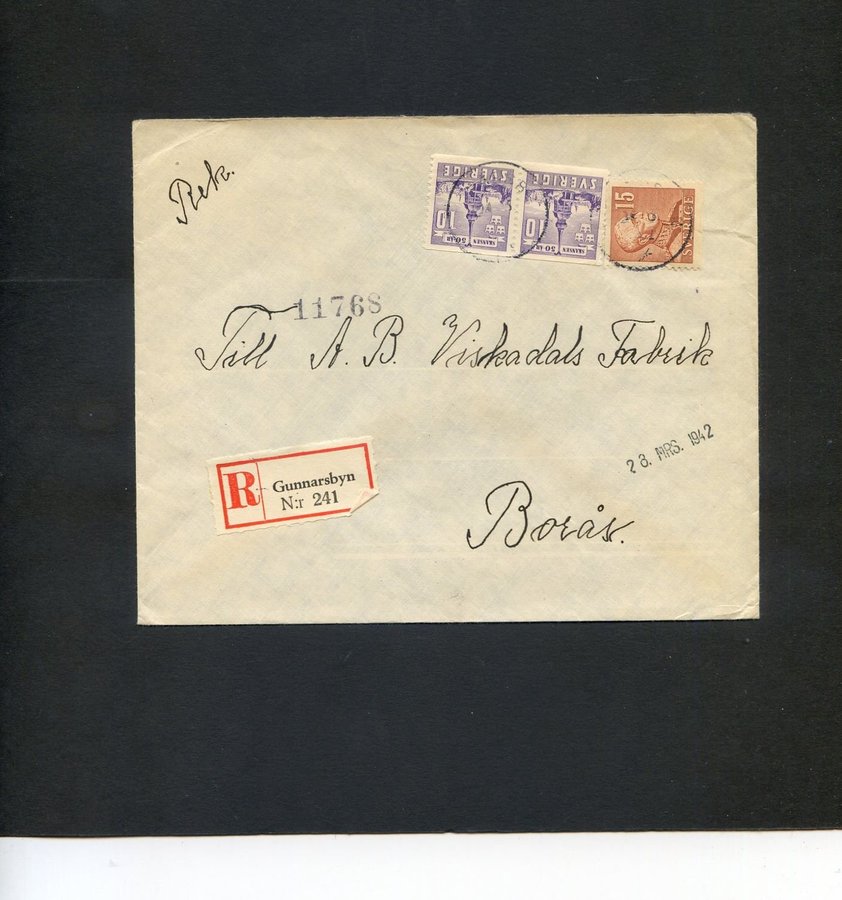 Rek.
SVERIGE
10
SKANSEN
50 ÅR
SVERIGE
10
SKANSEN
50 ÅR
15
SVERIGE
11768
Till A. B. Viskadals Fabrik
23. MRS. 1942
R
Gunnarsbyn
N:r 241
Borås.